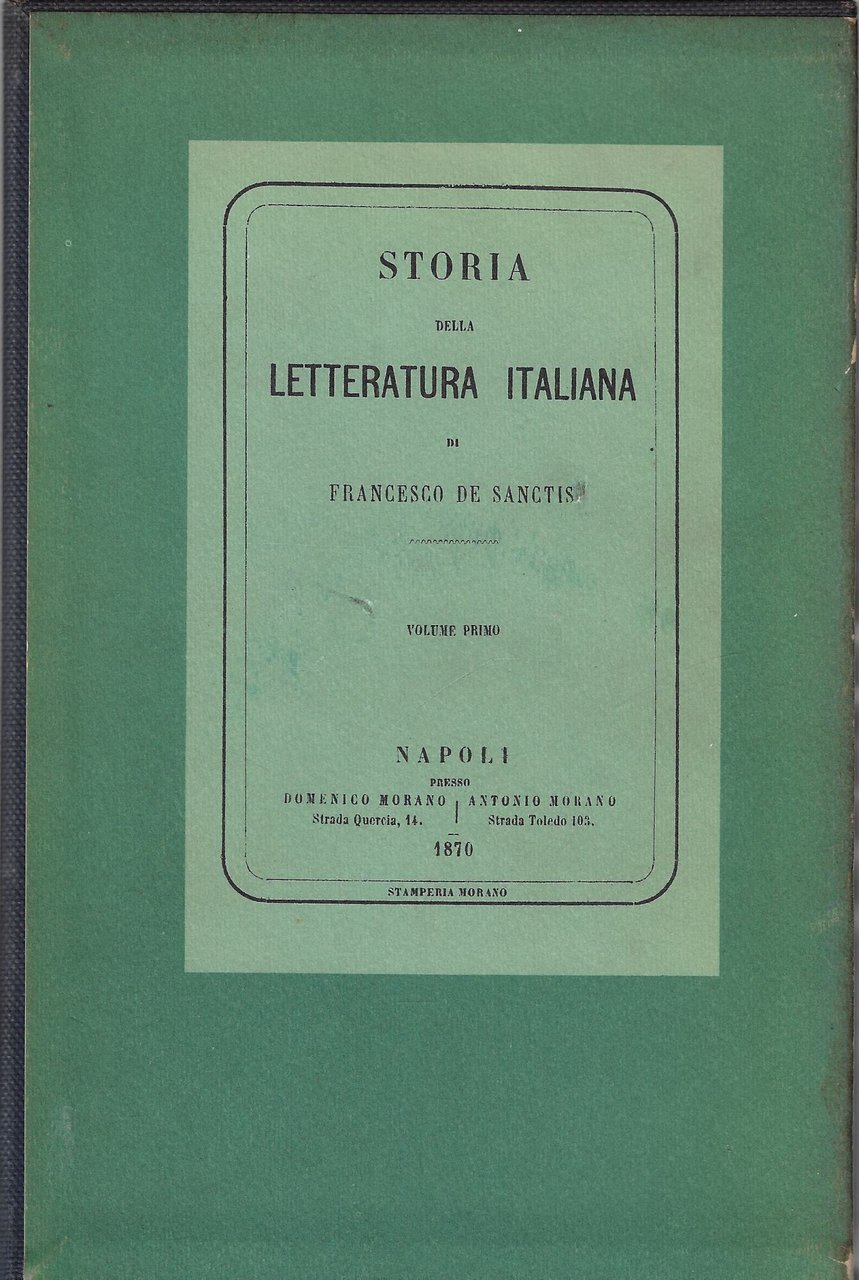 STORIA
DELLA
LETTERATURA ITALIANA
DI
FRANCESCO DE SANCTIS
VOLUME PRIMO
NAPOLI
PRESSO
DOMENICO MORANO | ANTONIO MORANO
Strada Quercia, 14. | Strada Toledo 103.
1870
STAMPERIA MORANO